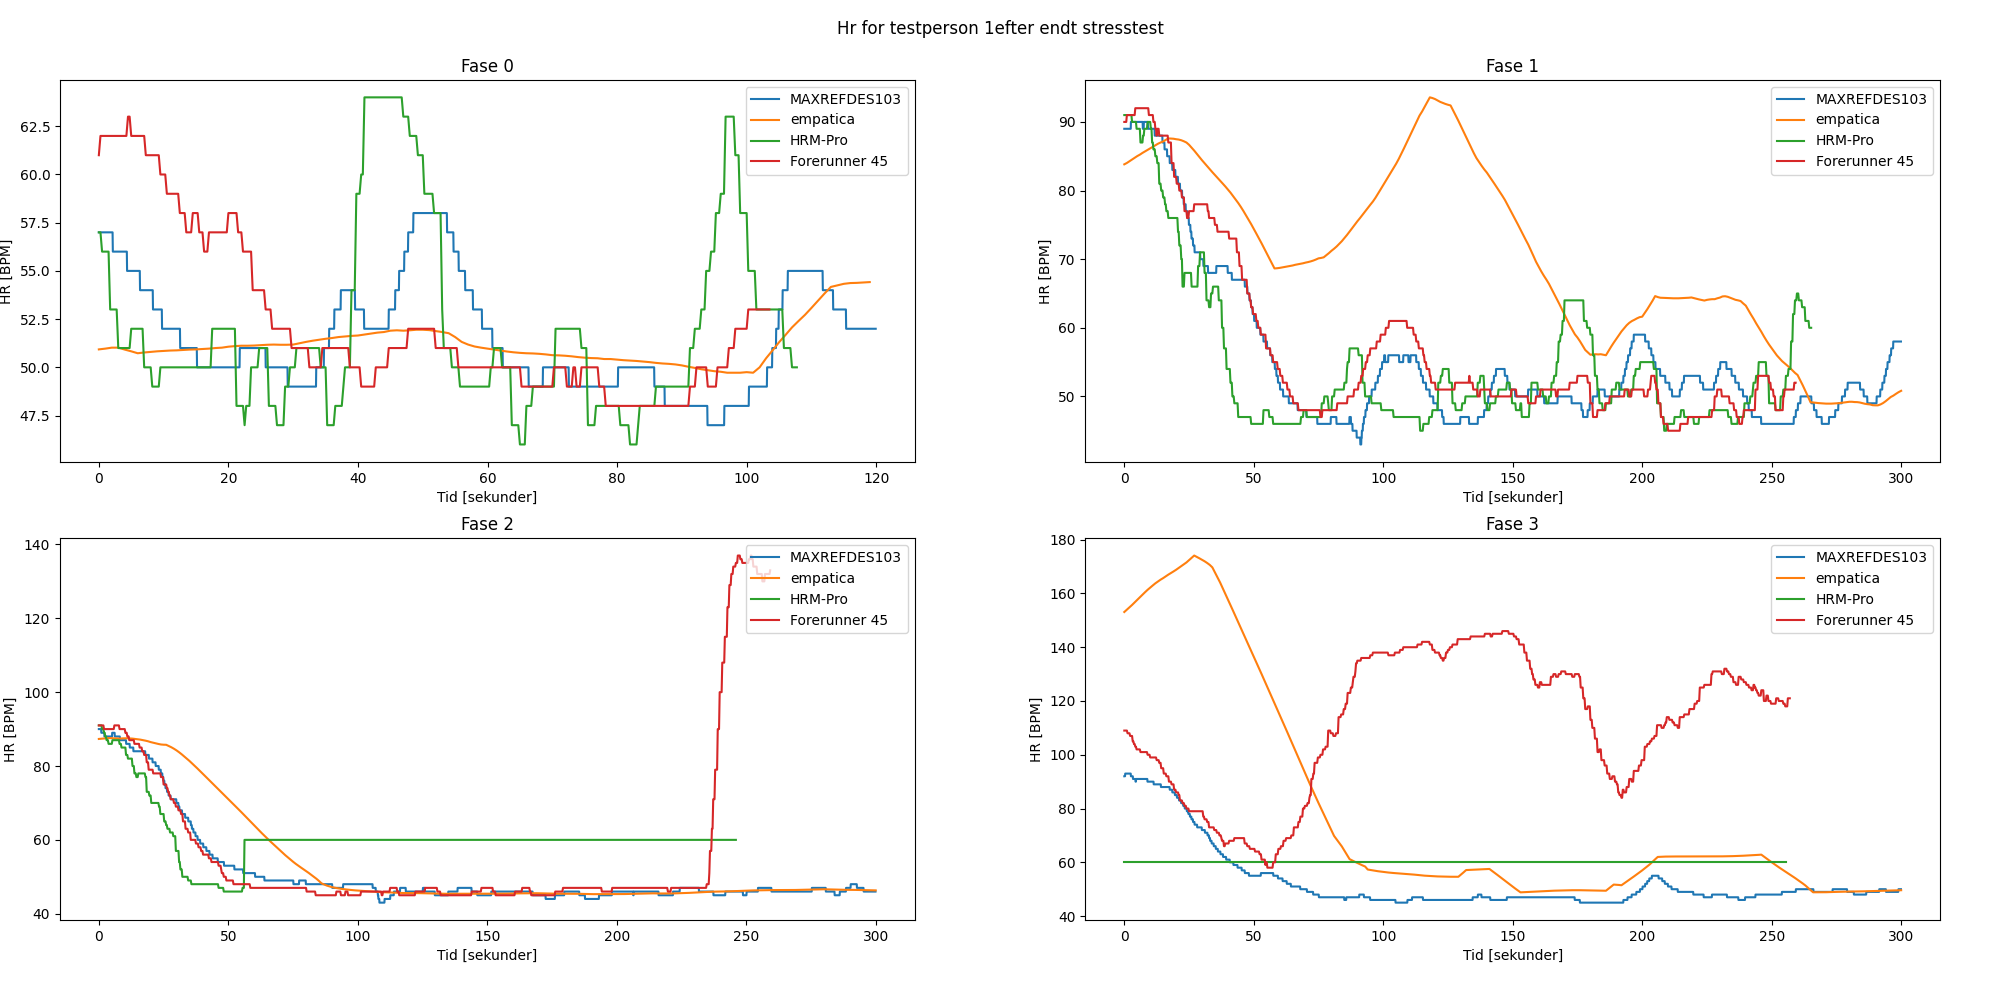 Hr for testperson 1efter endt stresstest
Fase 0
HR [BPM]
62.5
60.0
57.5
55.0
52.5
50.0
47.5
0 20 40 60 80 100 120
Tid [sekunder]
MAXREFDES103
empatica
HRM-Pro
Forerunner 45
Fase 1
HR [BPM]
90
80
70
60
50
0 50 100 150 200 250 300
Tid [sekunder]
MAXREFDES103
empatica
HRM-Pro
Forerunner 45
Fase 2
HR [BPM]
140
120
100
80
60
40
0 50 100 150 200 250 300
Tid [sekunder]
MAXREFDES103
empatica
HRM-Pro
Forerunner 45
Fase 3
HR [BPM]
180
160
140
120
100
80
60
40
0 50 100 150 200 250 300
Tid [sekunder]
MAXREFDES103
empatica
HRM-Pro
Forerunner 45